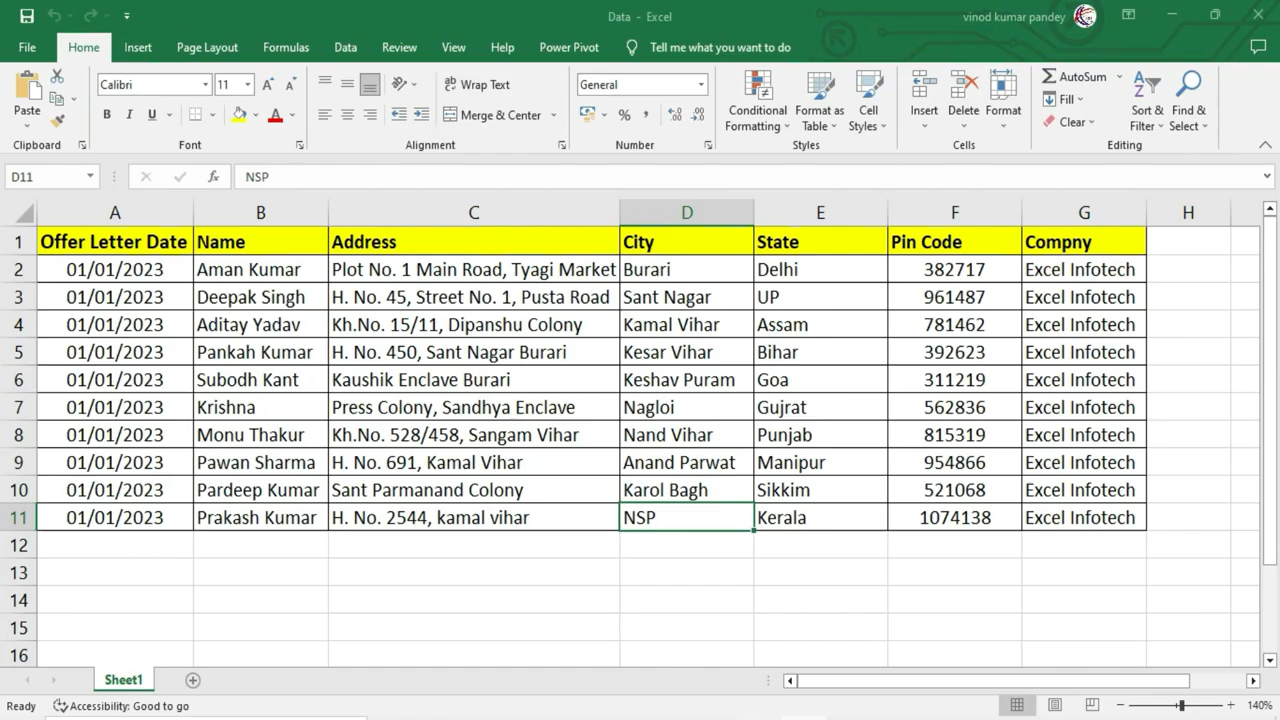 Data - Excel
vinod kumar pandey
File Home Insert Page Layout Formulas Data Review View Help Power Pivot Tell me what you want to do
Calibri 11 Wrap Text General AutoSum
Paste Conditional Format as Cell Insert Delete Format Fill Sort & Find &
B I U A Merge & Center % , Formatting Table Styles Clear Filter Select
Clipboard Font Alignment Number Styles Cells Editing
D11 fx NSP
A B C D E F G H
1 Offer Letter Date Name Address City State Pin Code Compny
2 01/01/2023 Aman Kumar Plot No. 1 Main Road, Tyagi Market Burari Delhi 382717 Excel Infotech
3 01/01/2023 Deepak Singh H. No. 45, Street No. 1, Pusta Road Sant Nagar UP 961487 Excel Infotech
4 01/01/2023 Aditay Yadav Kh.No. 15/11, Dipanshu Colony Kamal Vihar Assam 781462 Excel Infotech
5 01/01/2023 Pankah Kumar H. No. 450, Sant Nagar Burari Kesar Vihar Bihar 392623 Excel Infotech
6 01/01/2023 Subodh Kant Kaushik Enclave Burari Keshav Puram Goa 311219 Excel Infotech
7 01/01/2023 Krishna Press Colony, Sandhya Enclave Nagloi Gujrat 562836 Excel Infotech
8 01/01/2023 Monu Thakur Kh.No. 528/458, Sangam Vihar Nand Vihar Punjab 815319 Excel Infotech
9 01/01/2023 Pawan Sharma H. No. 691, Kamal Vihar Anand Parwat Manipur 954866 Excel Infotech
10 01/01/2023 Pardeep Kumar Sant Parmanand Colony Karol Bagh Sikkim 521068 Excel Infotech
11 01/01/2023 Prakash Kumar H. No. 2544, kamal vihar NSP Kerala 1074138 Excel Infotech
12
13
14
15
16
Sheet1
Ready Accessibility: Good to go 140%